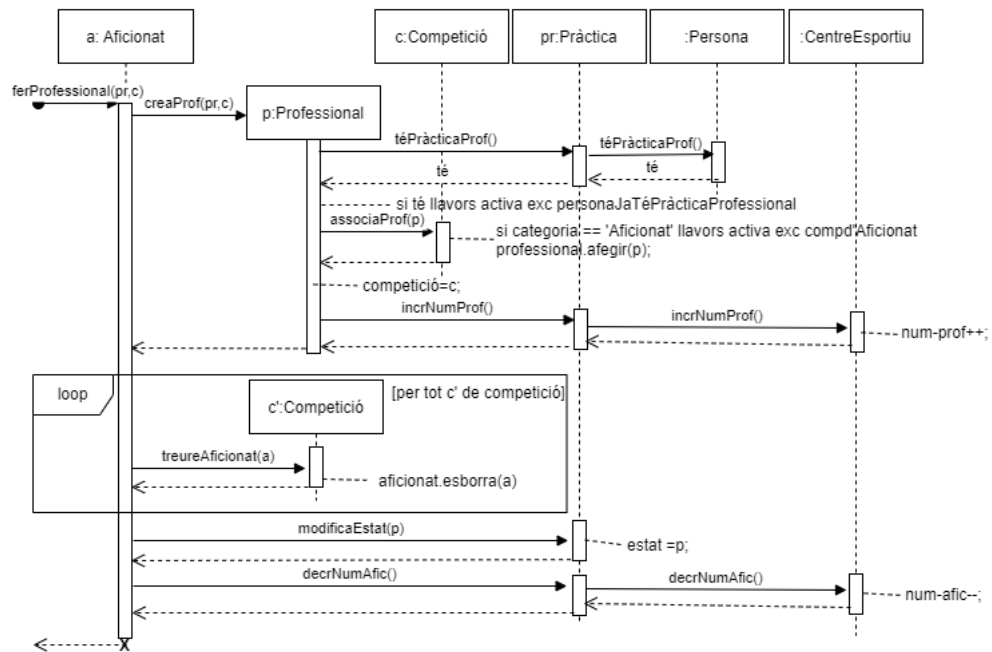 a: Aficionat
c:Competició
pr:Pràctica
:Persona
:CentreEsportiu
ferProfessional(pr,c)
creaProf(pr,c)
p:Professional
téPràcticaProf()
téPràcticaProf()
té
té
si té llavors activa exc personaJaTéPràcticaProfessional
associaProf(p)
si categoria == 'Aficionat' llavors activa exc compd'Aficionat
professional.afegir(p);
competició=c;
incrNumProf()
incrNumProf()
num-prof++;
loop
[per tot c' de competició]
c':Competició
treureAficionat(a)
aficionat.esborra(a)
modificaEstat(p)
estat =p;
decrNumAfic()
decrNumAfic()
num-afic--;
X